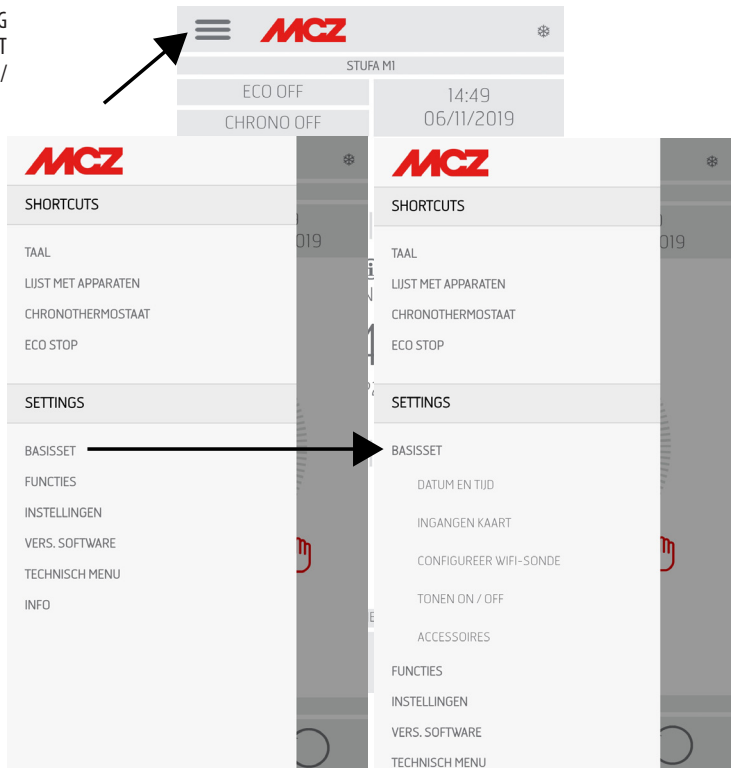 G
T
/
MCZ
STUFA M1
ECO OFF
CHRONO OFF
14:49
06/11/2019
MCZ
SHORTCUTS
TAAL
LIJST MET APPARATEN
CHRONOTHERMOSTAAT
ECO STOP
SETTINGS
BASISSET
FUNCTIES
INSTELLINGEN
VERS. SOFTWARE
TECHNISCH MENU
INFO
019
MCZ
SHORTCUTS
TAAL
LIJST MET APPARATEN
CHRONOTHERMOSTAAT
ECO STOP
SETTINGS
BASISSET
DATUM EN TIJD
INGANGEN KAART
CONFIGUREER WIFI-SONDE
TONEN ON / OFF
ACCESSOIRES
FUNCTIES
INSTELLINGEN
VERS. SOFTWARE
TECHNISCH MENU
019